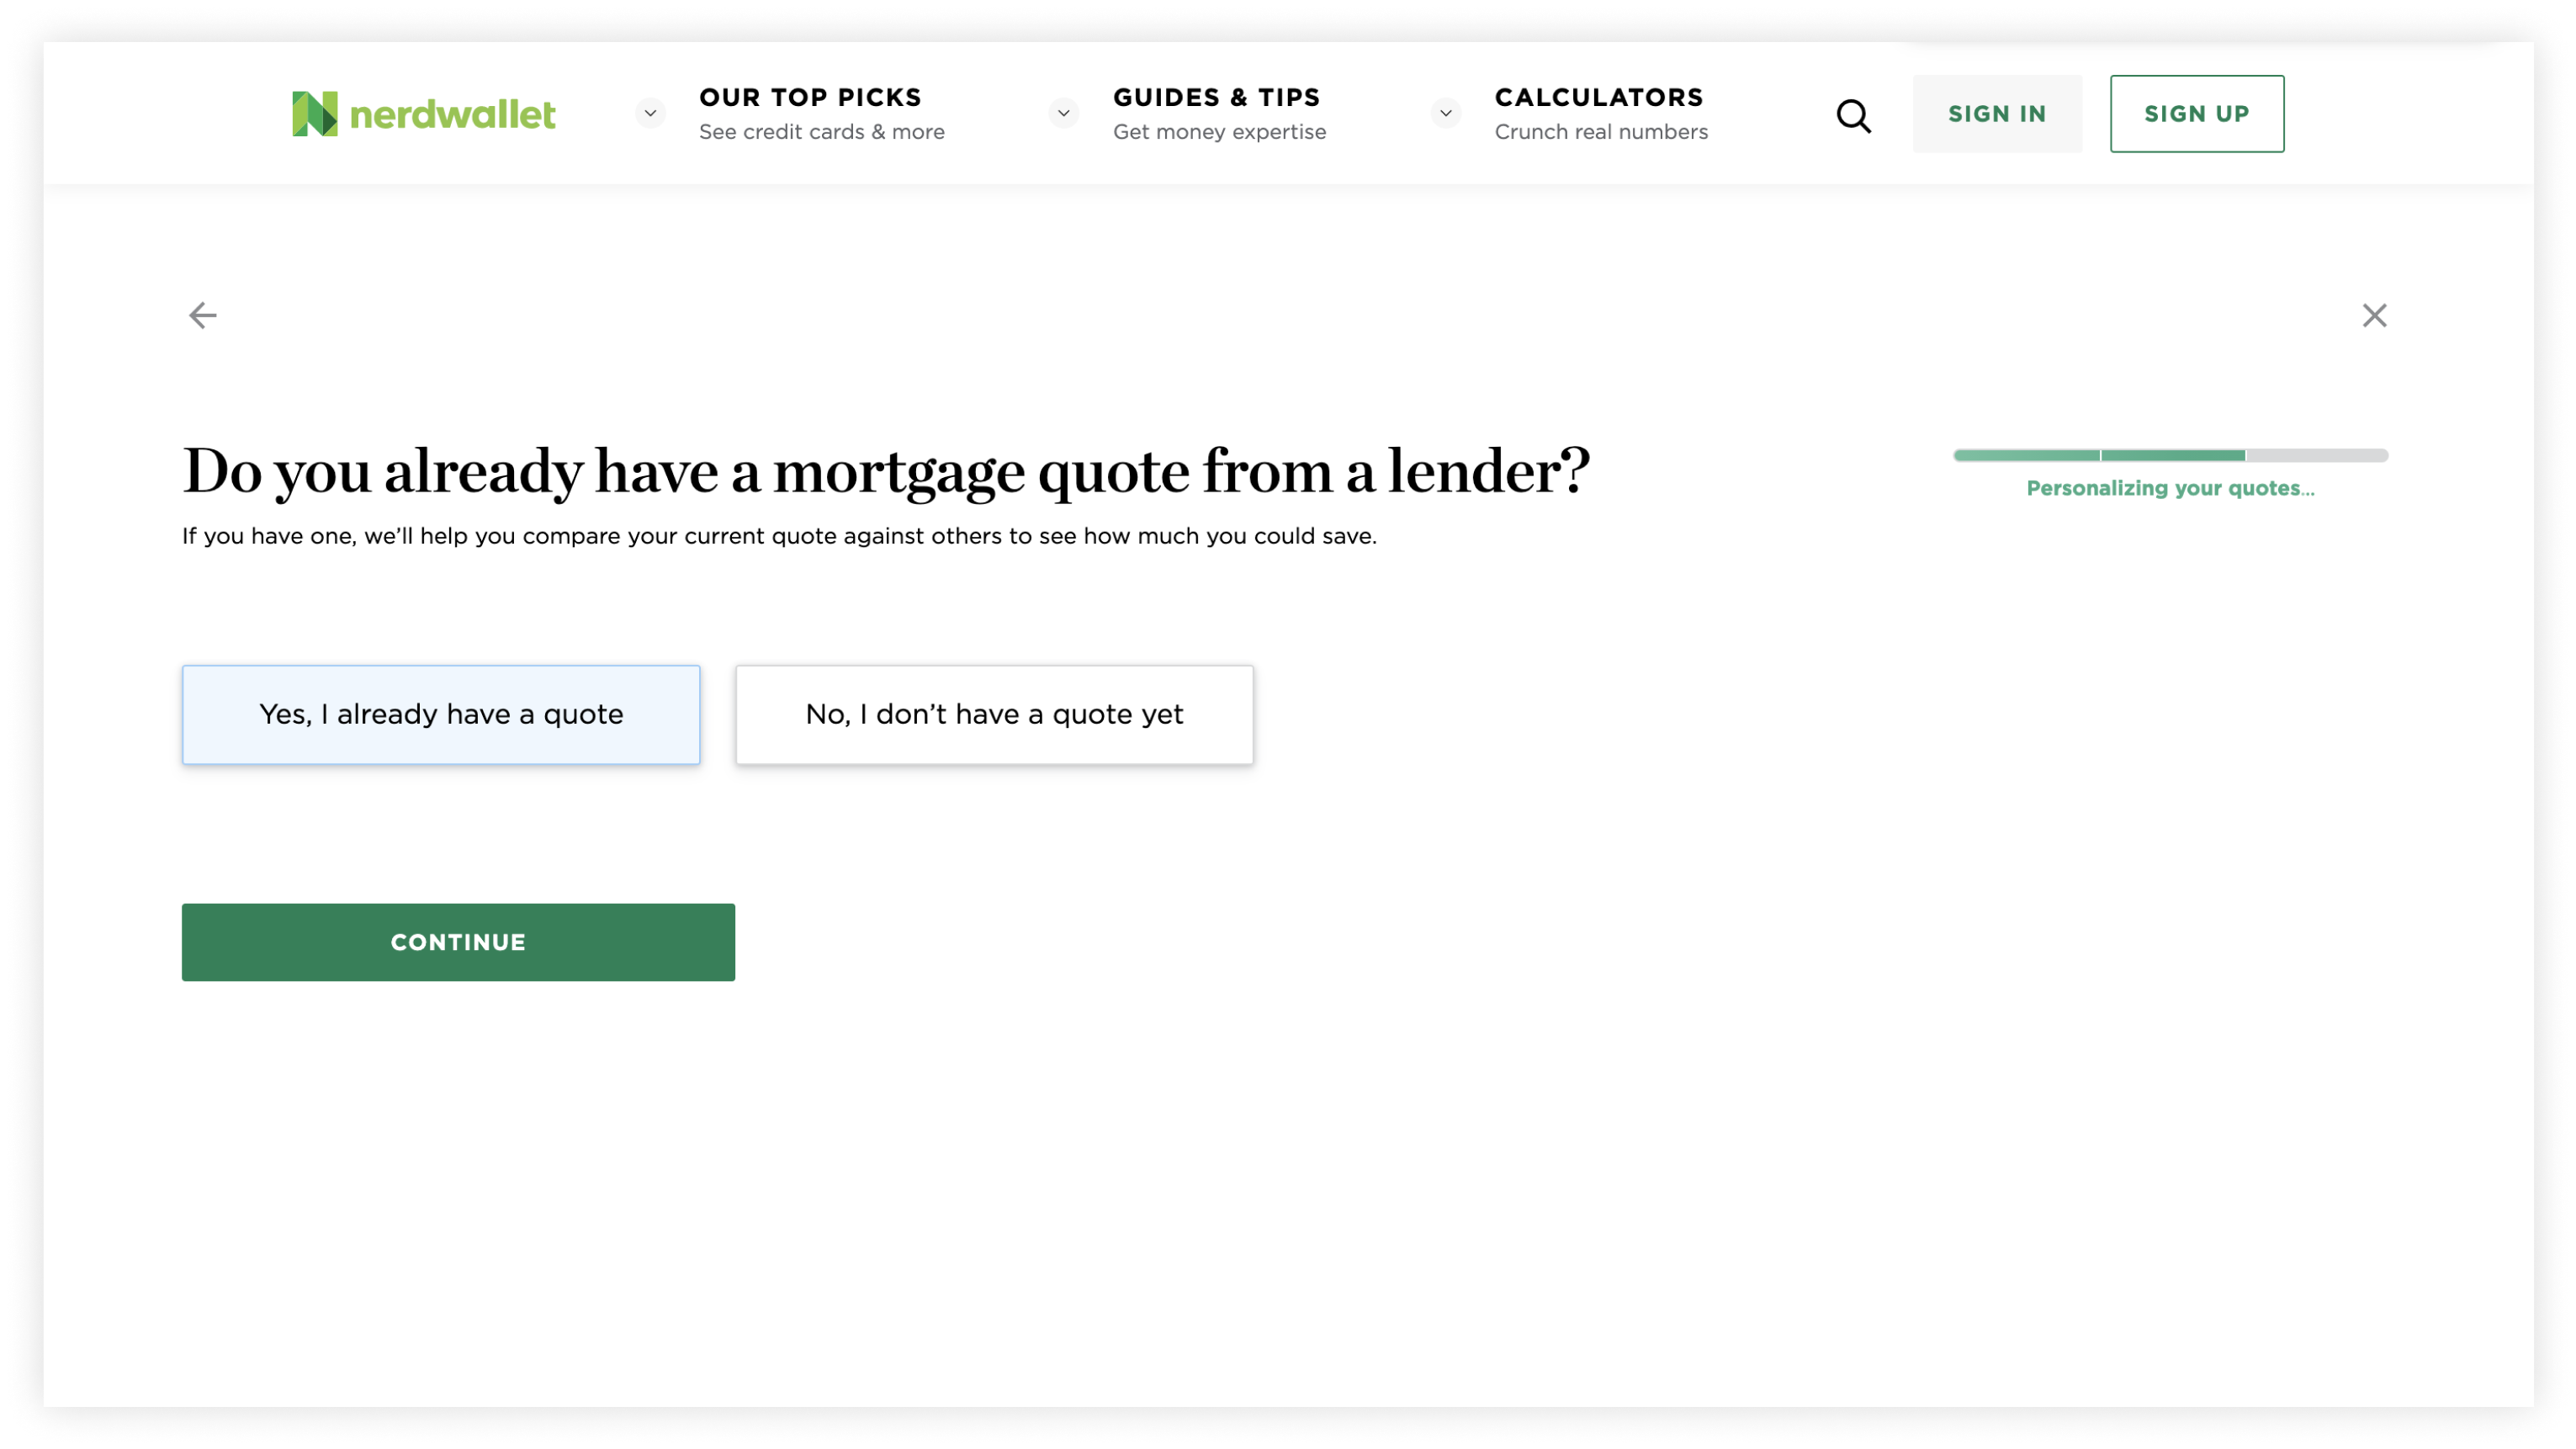 nerdwallet
OUR TOP PICKS
See credit cards & more
GUIDES & TIPS
Get money expertise
CALCULATORS
Crunch real numbers
SIGN IN
SIGN UP
Do you already have a mortgage quote from a lender?
If you have one, we’ll help you compare your current quote against others to see how much you could save.
Personalizing your quotes...
Yes, I already have a quote
No, I don’t have a quote yet
CONTINUE